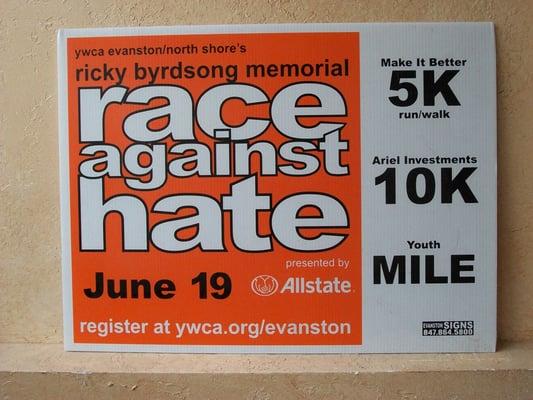 ywca evanston/north shore's
ricky byrdsong memorial
race
against
hate
presented by
June 19
Allstate.
register at ywca.org/evanston
Make It Better
5K
run/walk
Ariel Investments
10K
Youth
MILE
EVANSTON SIGNS
847.864.5800